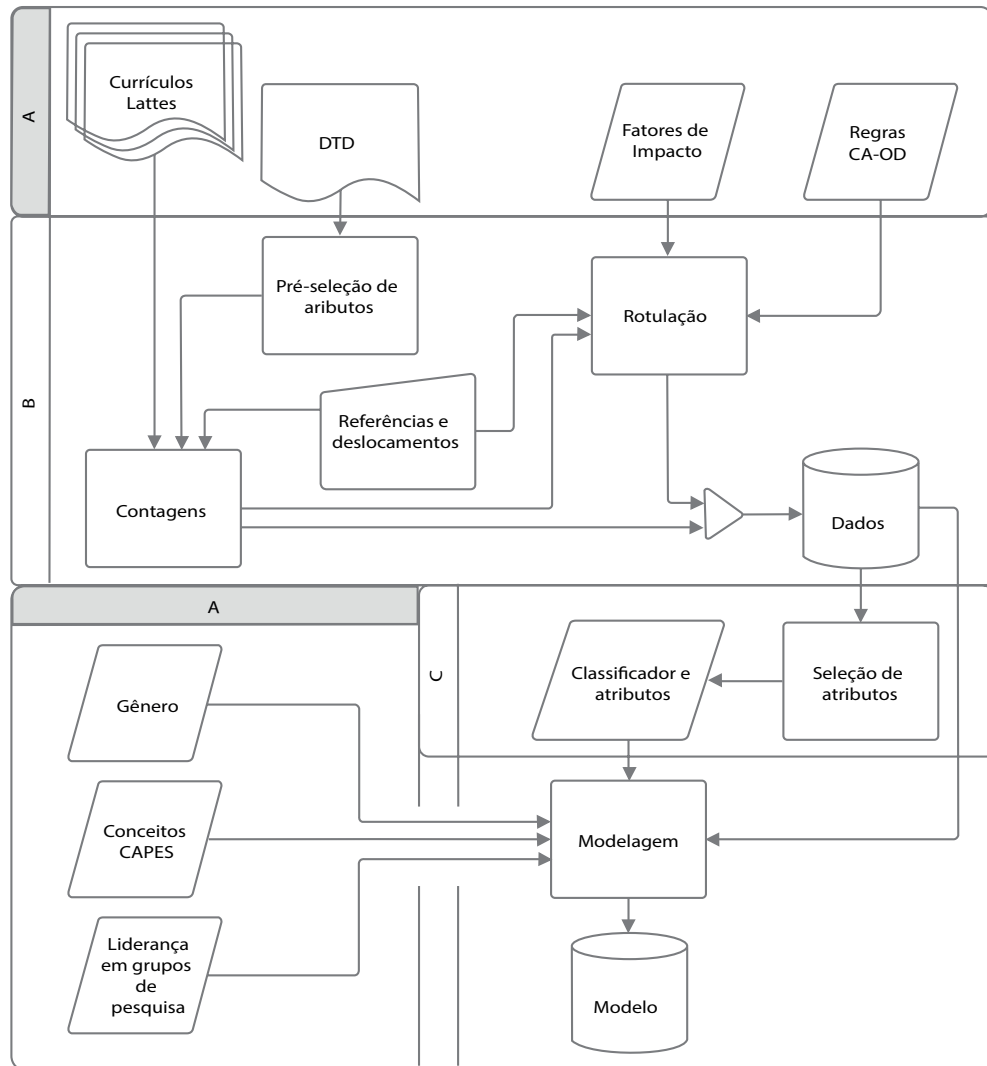 A
Currículos
Lattes
DTD
Fatores de
Impacto
Regras
CA-OD
B
Pré-seleção de
aributos
Rotulação
Referências e
deslocamentos
Contagens
Dados
A
C
Classificador e
atributos
Seleção de
atributos
Gênero
Conceitos
CAPES
Modelagem
Liderança
em grupos
de
pesquisa
Modelo